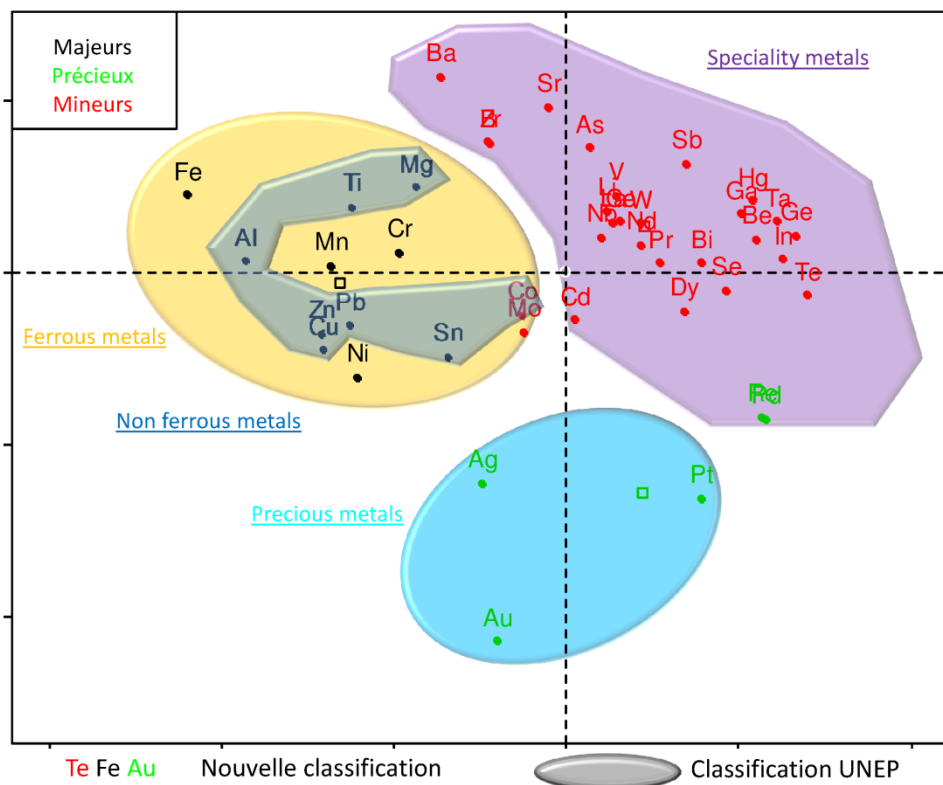 Majeurs
Précieux
Mineurs
Speciality metals
Ba
Sr
As
Sb
V
W
Hg
Ga
Ta
Be
Ge
Nd
Pr
Bi
In
Se
Te
Dy
Cd
Fe
Ti
Mg
Al
Mn
Cr
Zn
Pb
Cu
Sn
Ni
Co
Mo
Ferrous metals
Non ferrous metals
Ag
Pt
Precious metals
Au
Te Fe Au Nouvelle classification
Classification UNEP